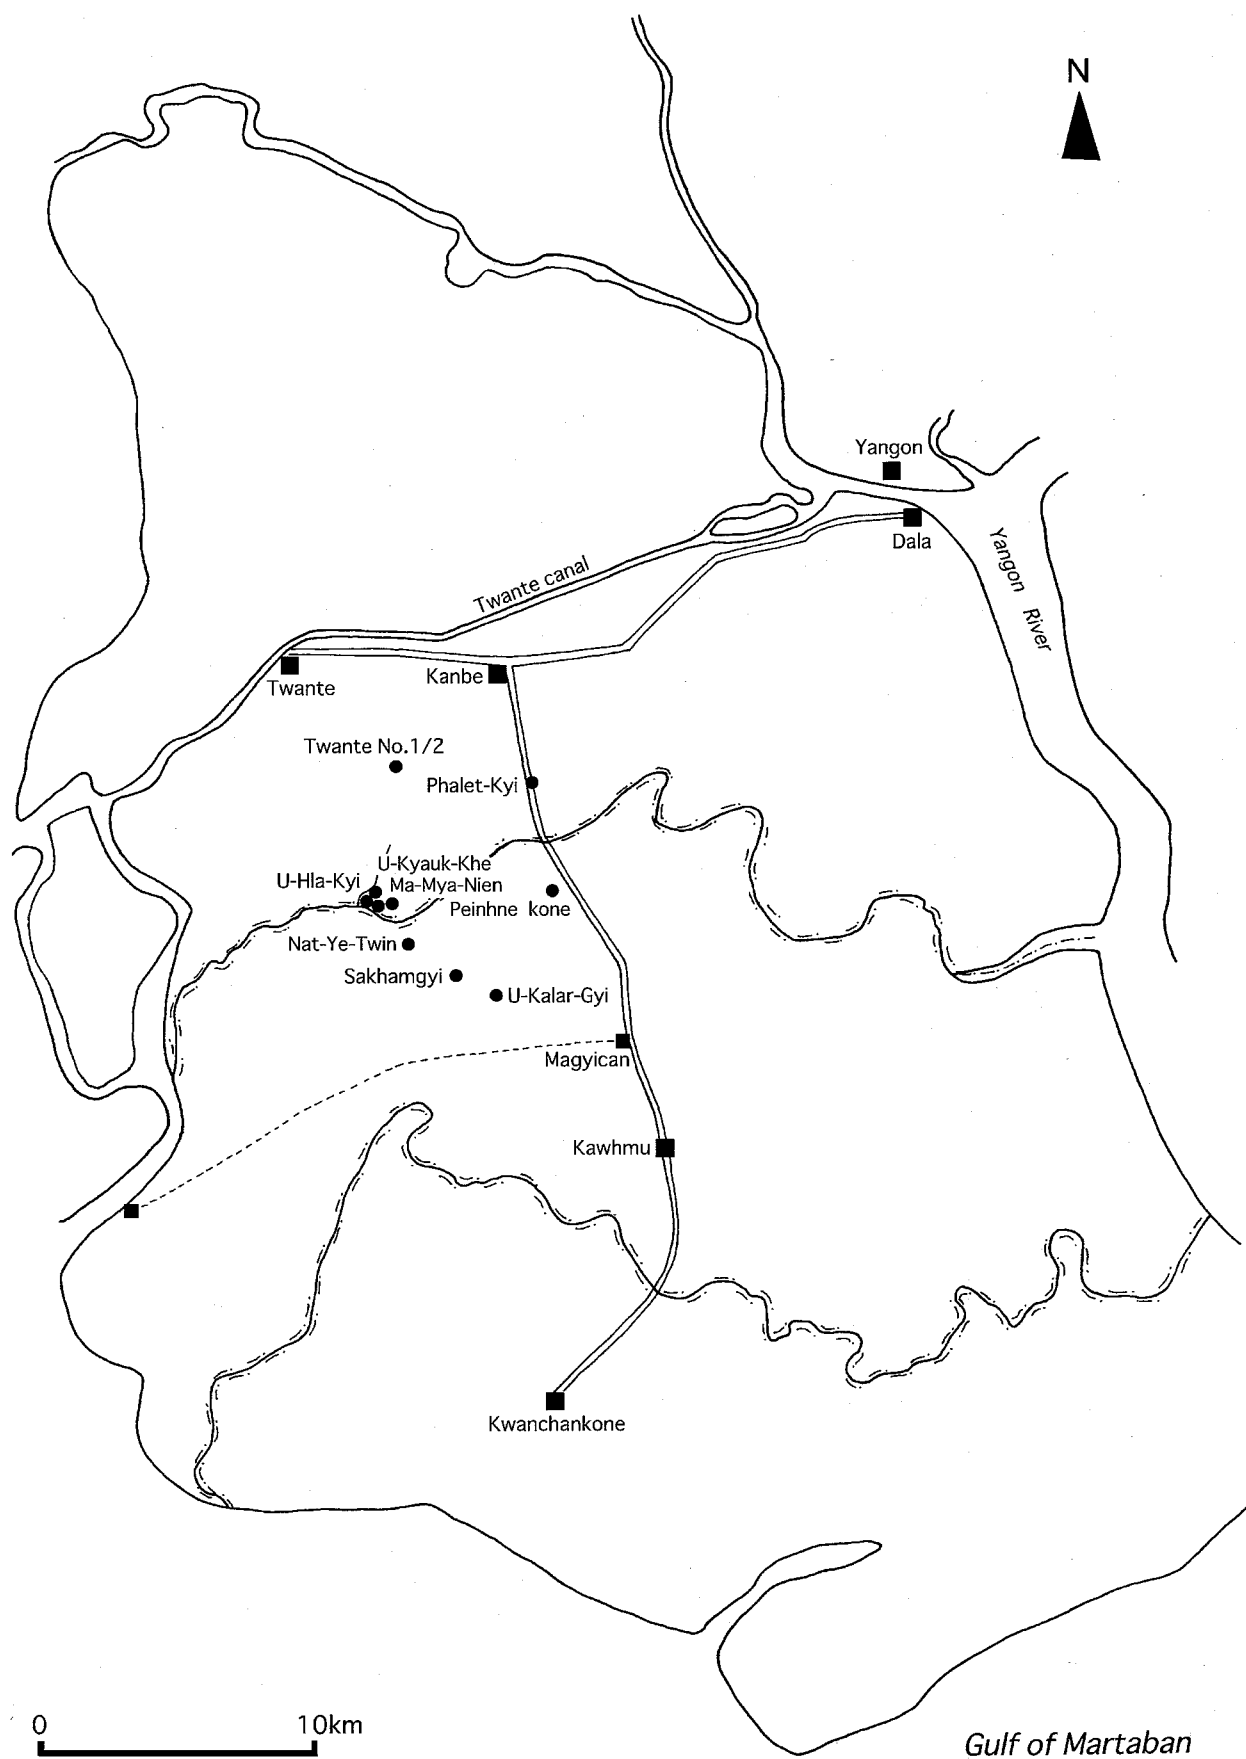 N
Yangon
Dala
Yangon River
Twante canal
Twante
Kanbe
Twante No.1/2
Phalet-Kyi
U-Kyauk-Khe
U-Hla-Kyi
Ma-Mya-Nien
Peinhne kone
Nat-Ye-Twin
Sakhamgyi
U-Kalar-Gyi
Magyican
Kawhmu
Kwanchankone
0 10km
Gulf of Martaban